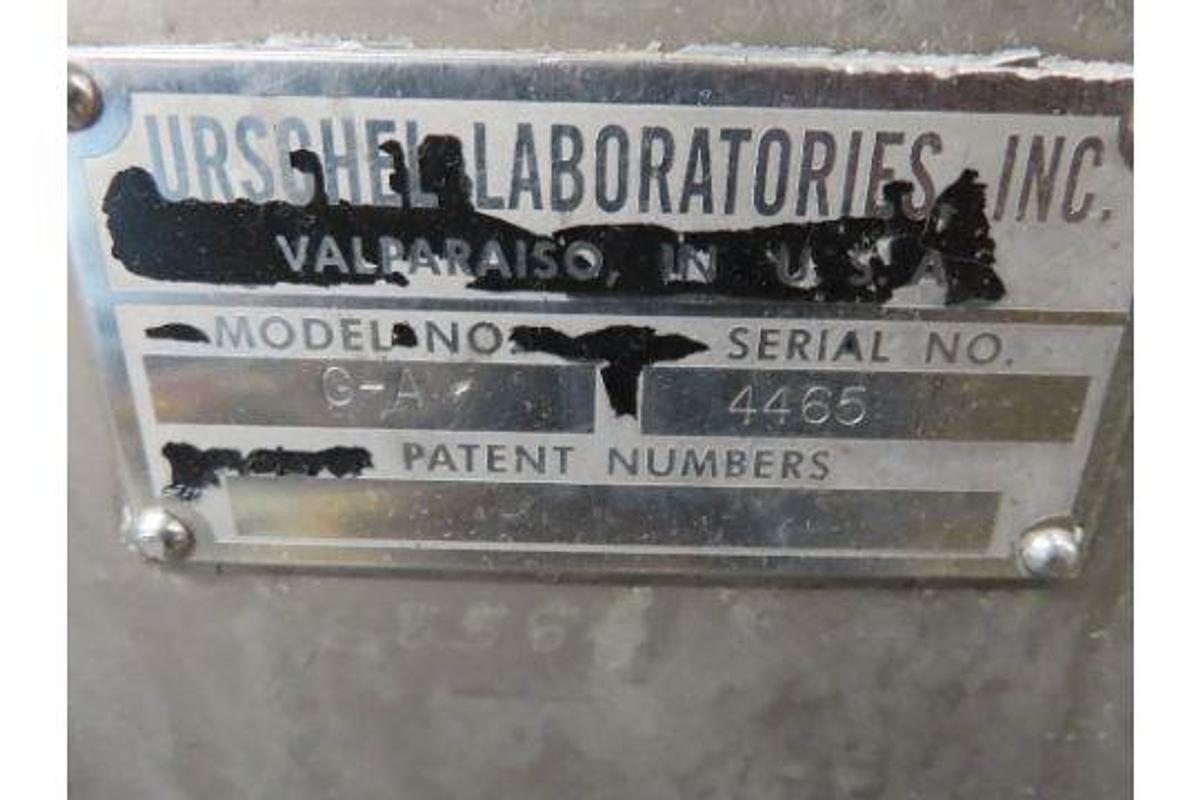 URSCHEL LABORATORIES, INC.
VALPARAISO, IN U S A
MODEL NO. SERIAL NO.
G-A 4465
PATENT NUMBERS